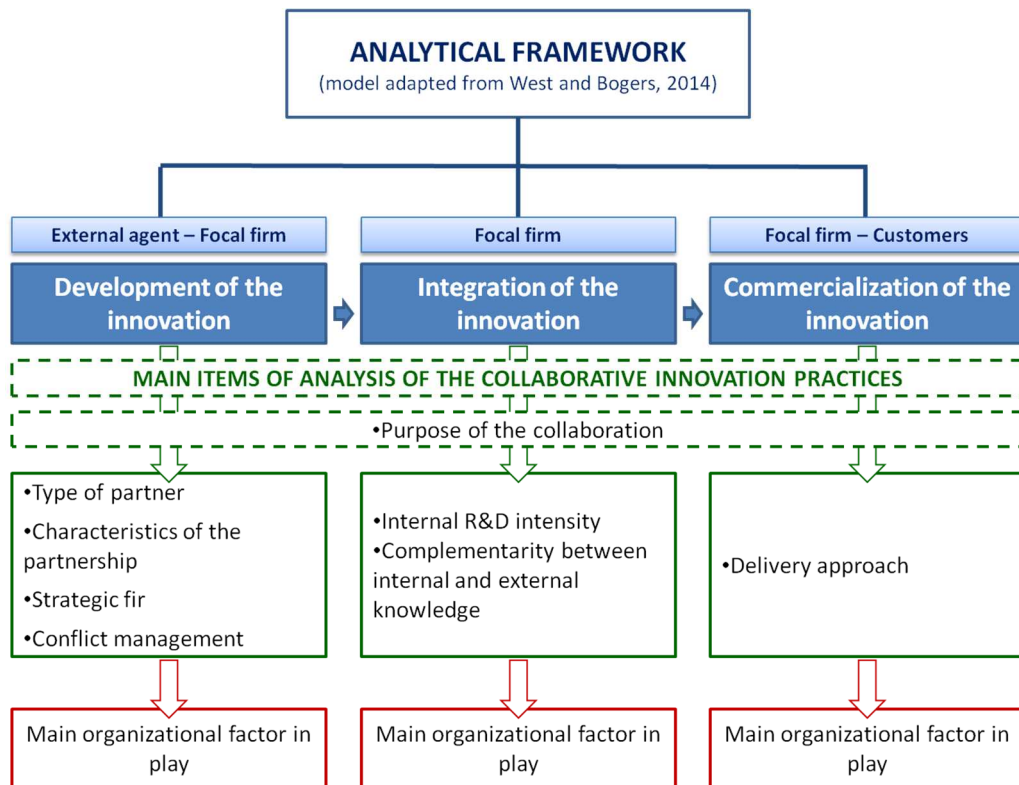 ANALYTICAL FRAMEWORK
(model adapted from West and Bogers, 2014)
External agent – Focal firm
Development of the
innovation
Focal firm
Integration of the
innovation
Focal firm – Customers
Commercialization of the
innovation
MAIN ITEMS OF ANALYSIS OF THE COLLABORATIVE INNOVATION PRACTICES
•Purpose of the collaboration
•Type of partner
•Characteristics of the
partnership
•Strategic fir
•Conflict management
•Internal R&D intensity
•Complementarity between
internal and external
knowledge
•Delivery approach
Main organizational factor in
play
Main organizational factor in
play
Main organizational factor in
play